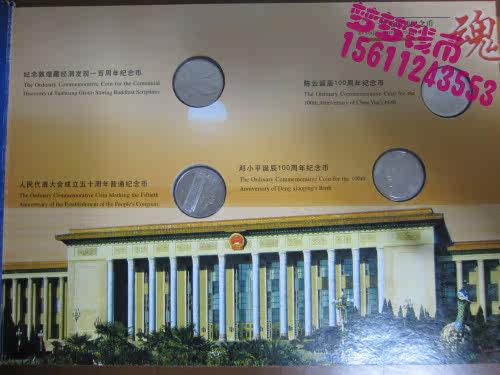 梦梦钱币
15611243553
念币
魂
纪念敦煌藏经洞发现一百周年纪念币
The Ordinary Commemorative Coin for the Centennial
Discovery of Dunhuang Grotto Storing Buddhist Scriptures
陈云诞辰100周年纪念币
The Ordinary Commemorative Coin for the
100th Anniversary of Chen Yun's Birth
人民代表大会成立五十周年普通纪念币
The Ordinary Commemorative Coin Marking the Fiftieth
Anniversary of the Establishment of the People's Congress
邓小平诞辰100周年纪念币
The Ordinary Commemorative Coin for the 100th
Anniversary of Deng xiaoping's Birth